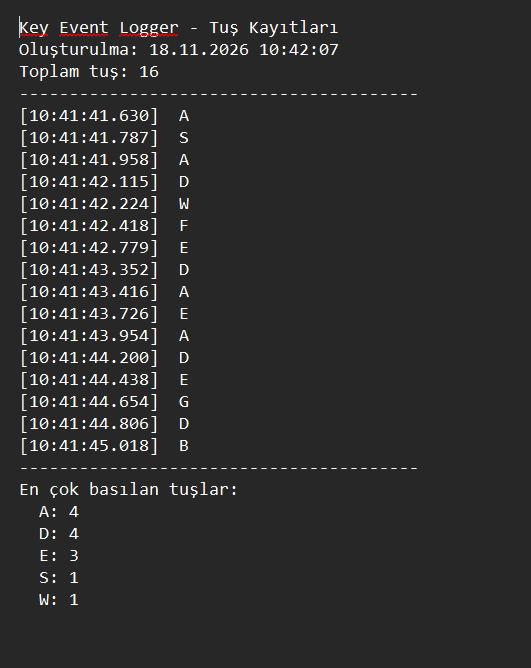 Key Event Logger - Tuş Kayıtları
Oluşturulma: 18.11.2026 10:42:07
Toplam tuş: 16
----------------------------------------
[10:41:41.630]  A
[10:41:41.787]  S
[10:41:41.958]  A
[10:41:42.115]  D
[10:41:42.224]  W
[10:41:42.418]  F
[10:41:42.779]  E
[10:41:43.352]  D
[10:41:43.416]  A
[10:41:43.726]  E
[10:41:43.954]  A
[10:41:44.200]  D
[10:41:44.438]  E
[10:41:44.654]  G
[10:41:44.806]  D
[10:41:45.018]  B
----------------------------------------
En çok basılan tuşlar:
  A: 4
  D: 4
  E: 3
  S: 1
  W: 1